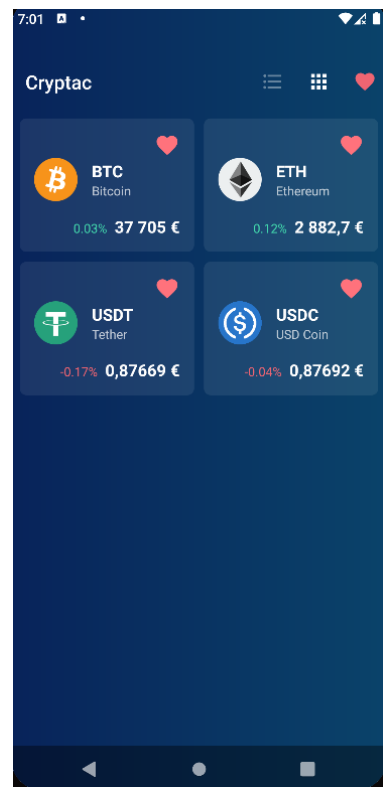 7:01
Cryptac
BTC
Bitcoin
0.03% 37 705 €
ETH
Ethereum
0.12% 2 882,7 €
USDT
Tether
-0.17% 0,87669 €
USDC
USD Coin
-0.04% 0,87692 €